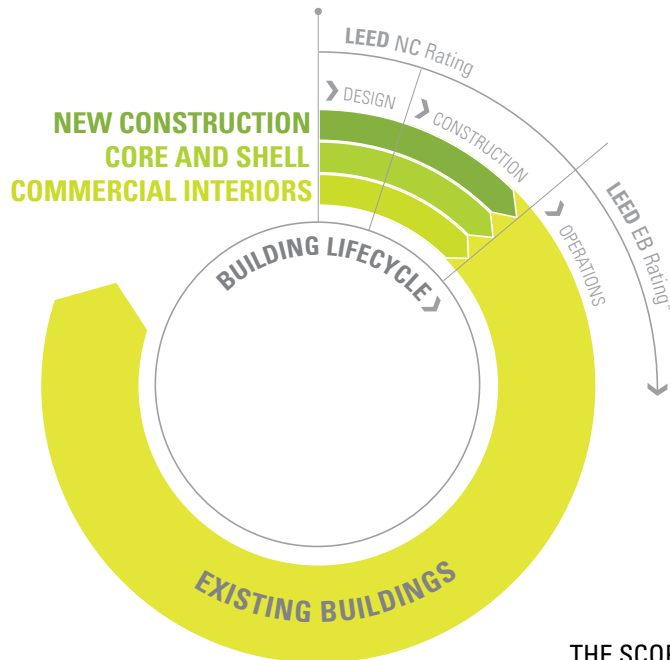 LEED NC Rating
❯ DESIGN
❯ CONSTRUCTION
NEW CONSTRUCTION
CORE AND SHELL
COMMERCIAL INTERIORS
LEED EB Rating
❯ OPERATIONS
BUILDING LIFECYCLE ❯
EXISTING BUILDINGS